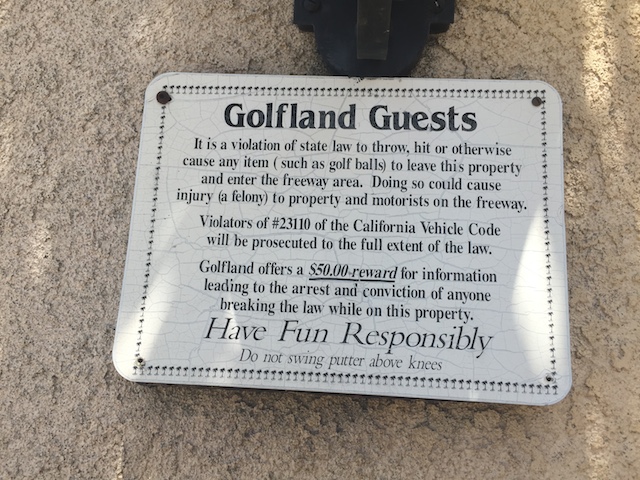 Golfland Guests
It is a violation of state law to throw, hit or otherwise
cause any item ( such as golf balls) to leave this property
and enter the freeway area. Doing so could cause
injury (a felony) to property and motorists on the freeway.
Violators of #23110 of the California Vehicle Code
will be prosecuted to the full extent of the law.
Golfland offers a $50.00-reward for information
leading to the arrest and conviction of anyone
breaking the law while on this property.
Have Fun Responsibly
Do not swing putter above knees